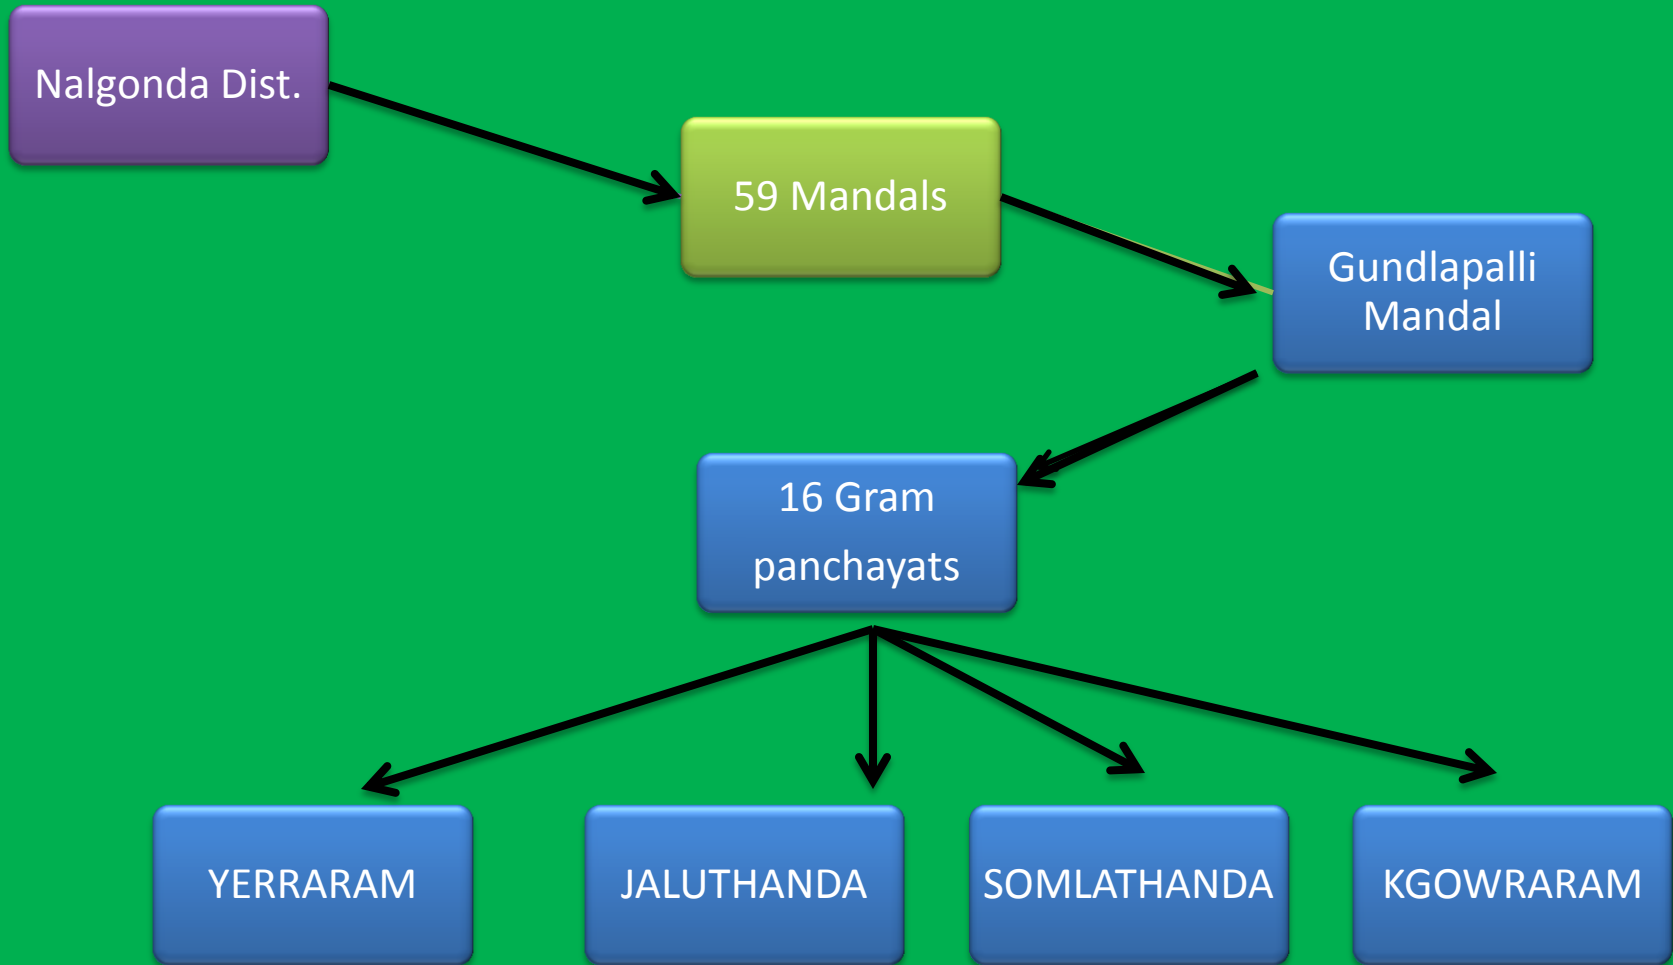 Nalgonda Dist.
59 Mandals
Gundlapalli
Mandal
16 Gram
panchayats
YERRARAM
JALUTHANDA
SOMLATHANDA
KGOWRARAM